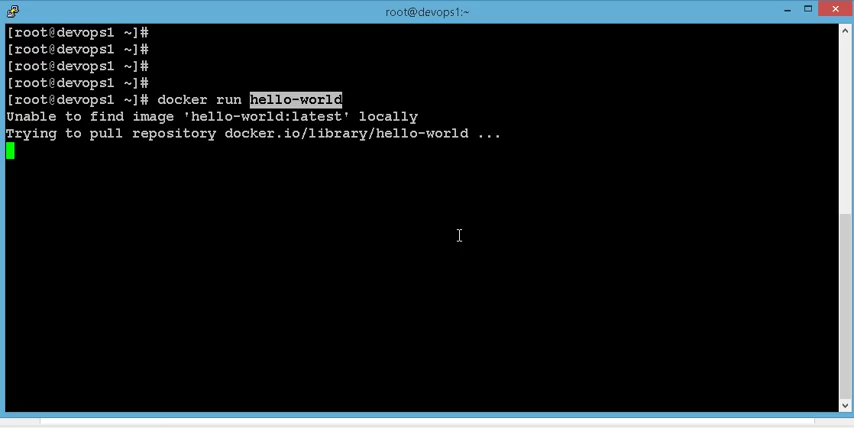 root@devops1:~
[root@devops1 ~]#
[root@devops1 ~]#
[root@devops1 ~]#
[root@devops1 ~]#
[root@devops1 ~]# docker run hello-world
Unable to find image 'hello-world:latest' locally
Trying to pull repository docker.io/library/hello-world ...